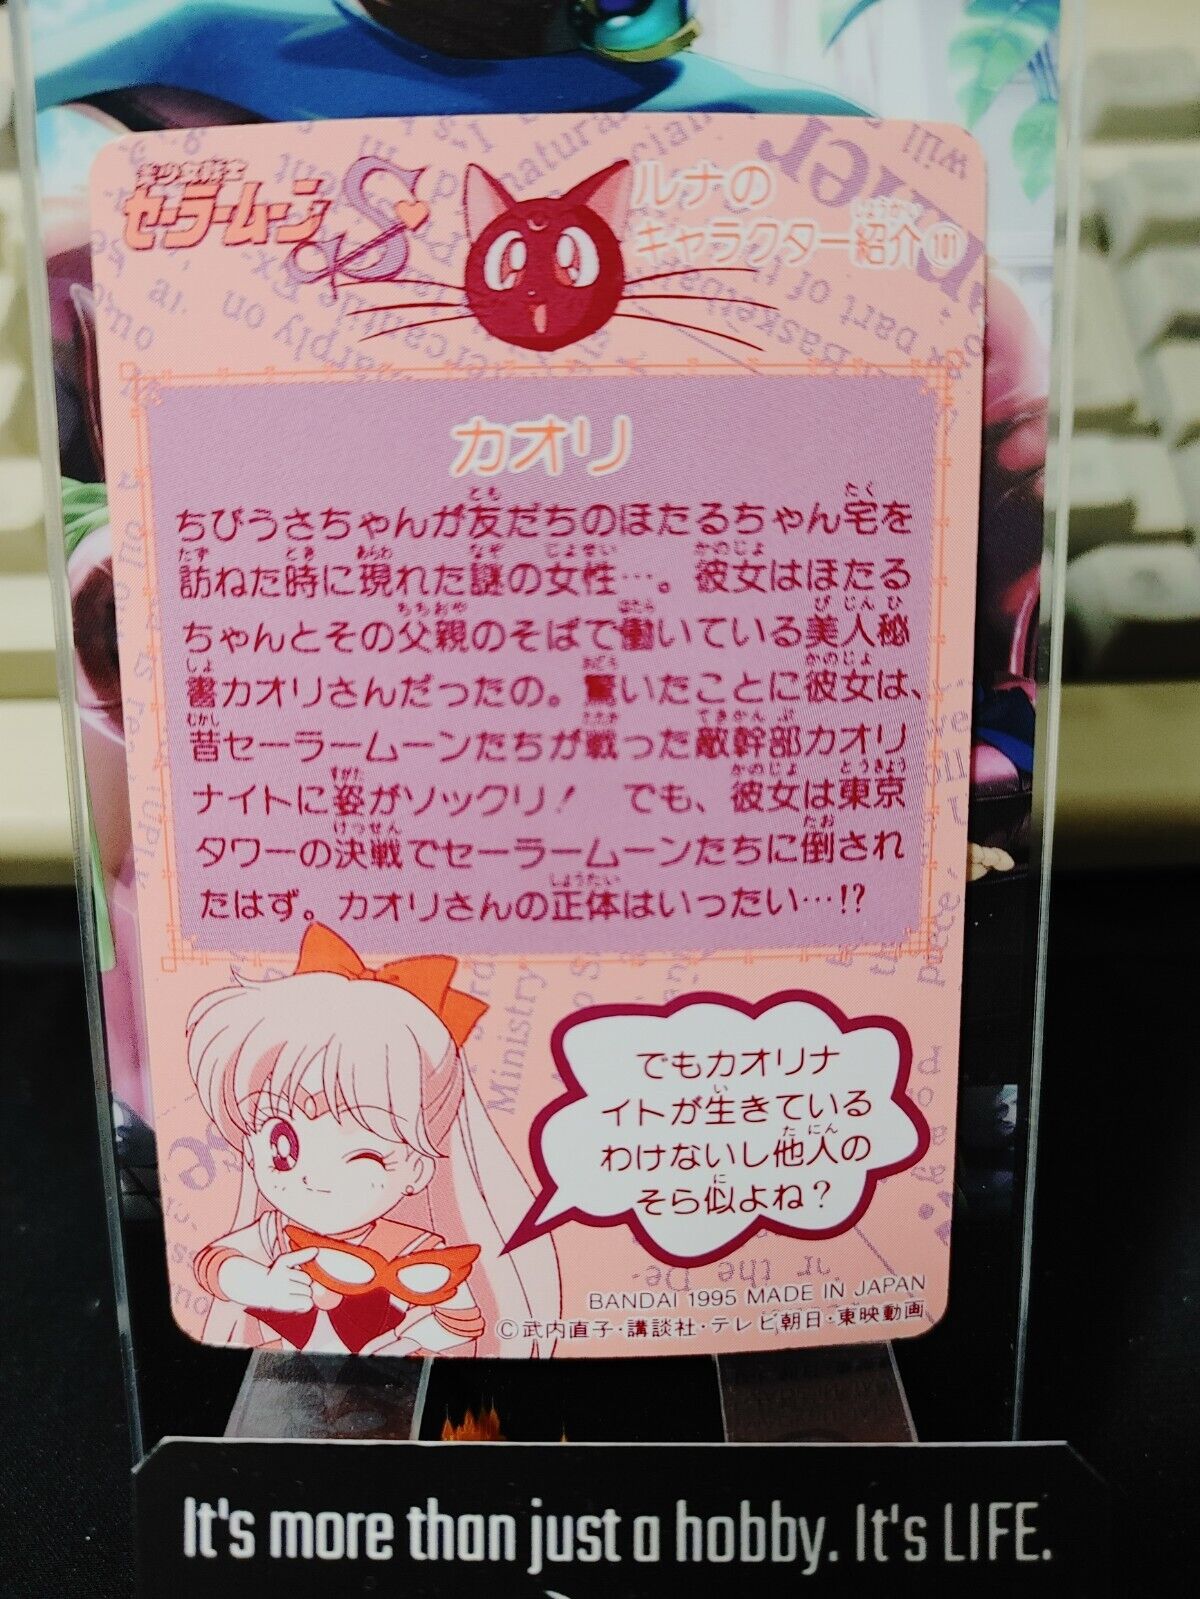 美少女戦士
セーラームーンS
ルナの
キャラクター紹介 101
カオリ
ちびうさちゃんが友だちのほたるちゃん宅を
訪ねた時に現れた謎の女性…。彼女はほたる
ちゃんとその父親のそばで働いている美人秘
書カオリさんだったの。驚いたことに彼女は、
昔セーラームーンたちが戦った敵幹部カオリ
ナイトに姿がソックリ! でも、彼女は東京
タワーの決戦でセーラームーンたちに倒され
たはず。カオリさんの正体はいったい…!?
でもカオリナ
イトが生きている
わけないし他人の
そら似よね?
BANDAI 1995 MADE IN JAPAN
©武内直子・講談社・テレビ朝日・東映動画
It's more than just a hobby. It's LIFE.